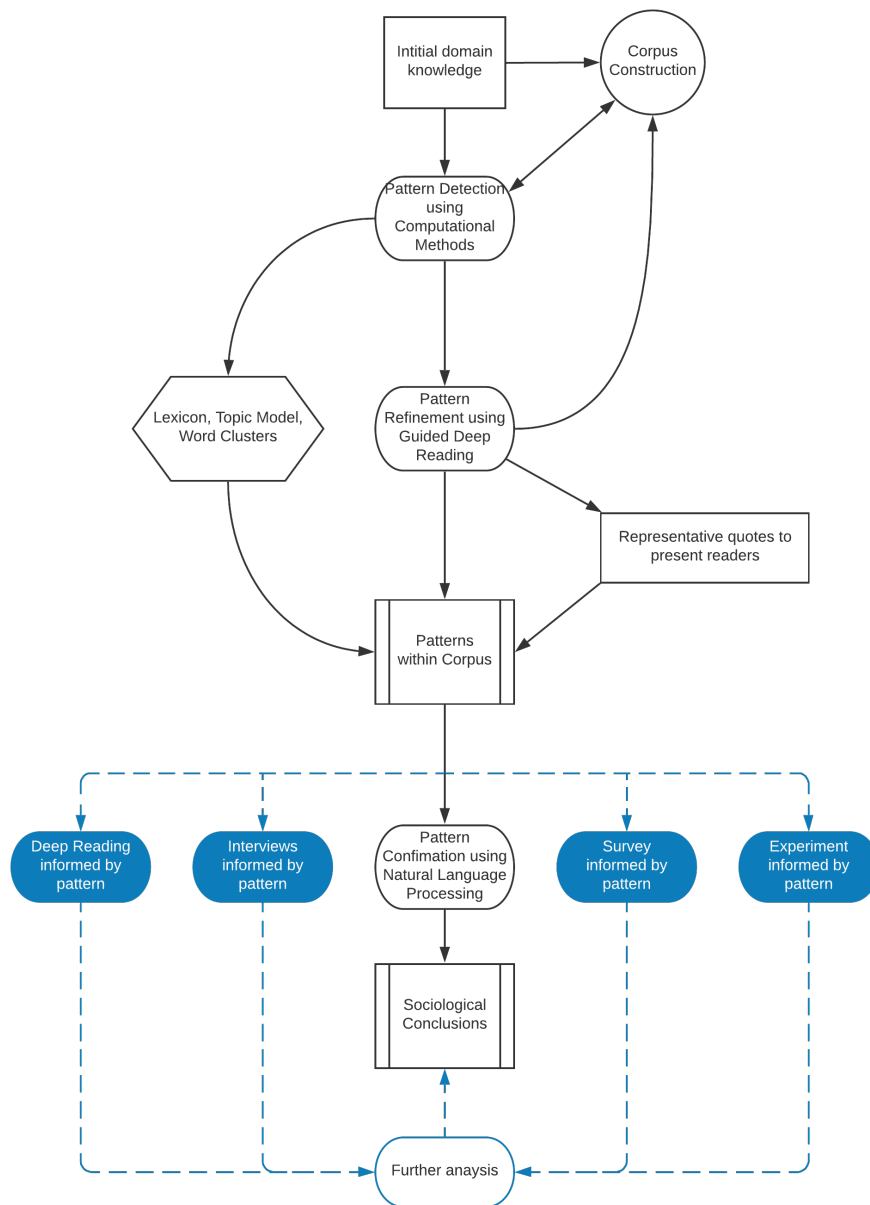 Intitial domain
knowledge
Corpus
Construction
Pattern Detection
using
Computational
Methods
Lexicon, Topic Model,
Word Clusters
Pattern
Refinement using
Guided Deep
Reading
Representative quotes to
present readers
Patterns
within Corpus
Deep Reading
informed by
pattern
Interviews
informed by
pattern
Pattern
Confimation using
Natural Language
Processing
Survey
informed by
pattern
Experiment
informed by
pattern
Sociological
Conclusions
Further anaysis